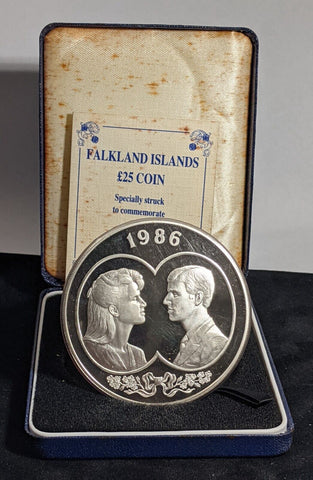 FALKLAND ISLANDS
£25 COIN
Specially struck
to commemorate
1986